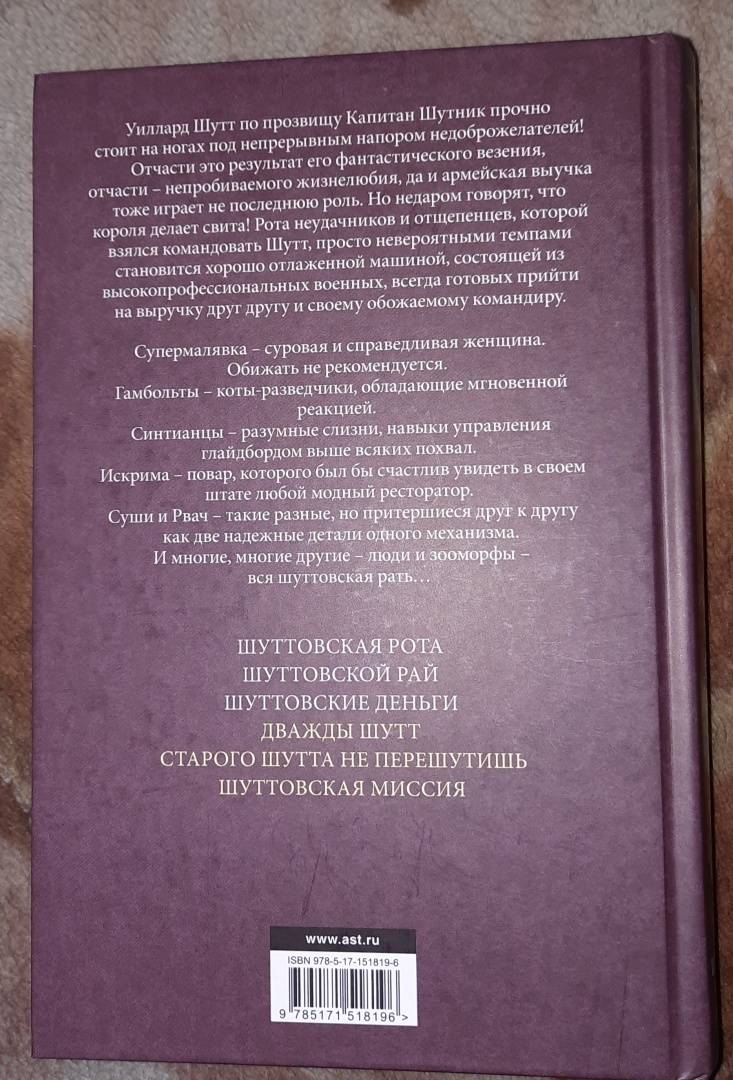 Уиллард Шутт по прозвищу Капитан Шутник прочно
стоит на ногах под непрерывным напором недоброжелателей!
Отчасти это результат его фантастического везения,
отчасти – непробиваемого жизнелюбия, да и армейская выучка
тоже играет не последнюю роль. Но недаром говорят, что
короля делает свита! Рота неудачников и отщепенцев, которой
взялся командовать Шутт, просто невероятными темпами
становится хорошо отлаженной машиной, состоящей из
высокопрофессиональных военных, всегда готовых прийти
на выручку друг другу и своему обожаемому командиру.
Супермалявка – суровая и справедливая женщина.
Обижать не рекомендуется.
Гамбольты – коты-разведчики, обладающие мгновенной
реакцией.
Синтианцы – разумные слизни, навыки управления
глайдбордом выше всяких похвал.
Искрима – повар, которого был бы счастлив увидеть в своем
штате любой модный ресторатор.
Суши и Рвач – такие разные, но притершиеся друг к другу
как две надежные детали одного механизма.
И многие, многие другие – люди и зооморфы –
вся шуттовская рать…
ШУТТОВСКАЯ РОТА
ШУТТОВСКОЙ РАЙ
ШУТТОВСКИЕ ДЕНЬГИ
ДВАЖДЫ ШУТТ
СТАРОГО ШУТТА НЕ ПЕРЕШУТИШЬ
ШУТТОВСКАЯ МИССИЯ
www.ast.ru
ISBN 978-5-17-151819-6
9 785171 518196 >